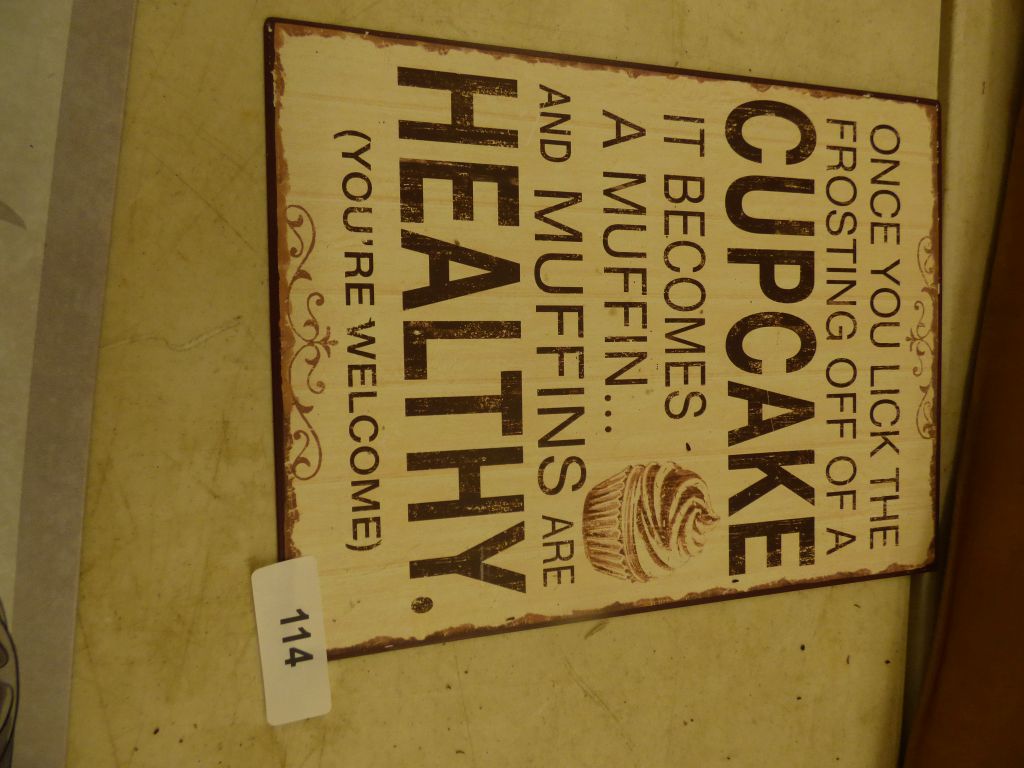 ONCE YOU LICK THE
FROSTING OFF OF A
CUPCAKE
IT BECOMES
A MUFFIN...
AND MUFFINS ARE
HEALTHY.
(YOU'RE WELCOME)
114